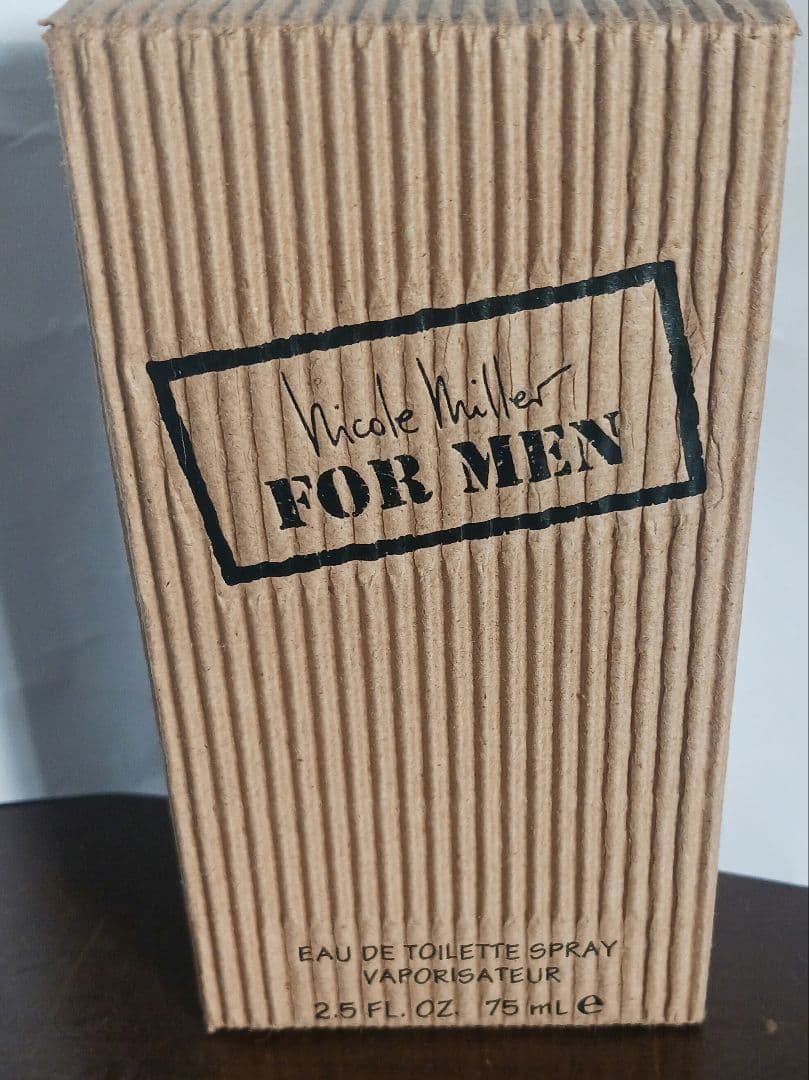 Nicole Miller
FOR MEN
EAU DE TOILETTE SPRAY
VAPORISATEUR
2.5 FL. OZ. 75 mL ℮